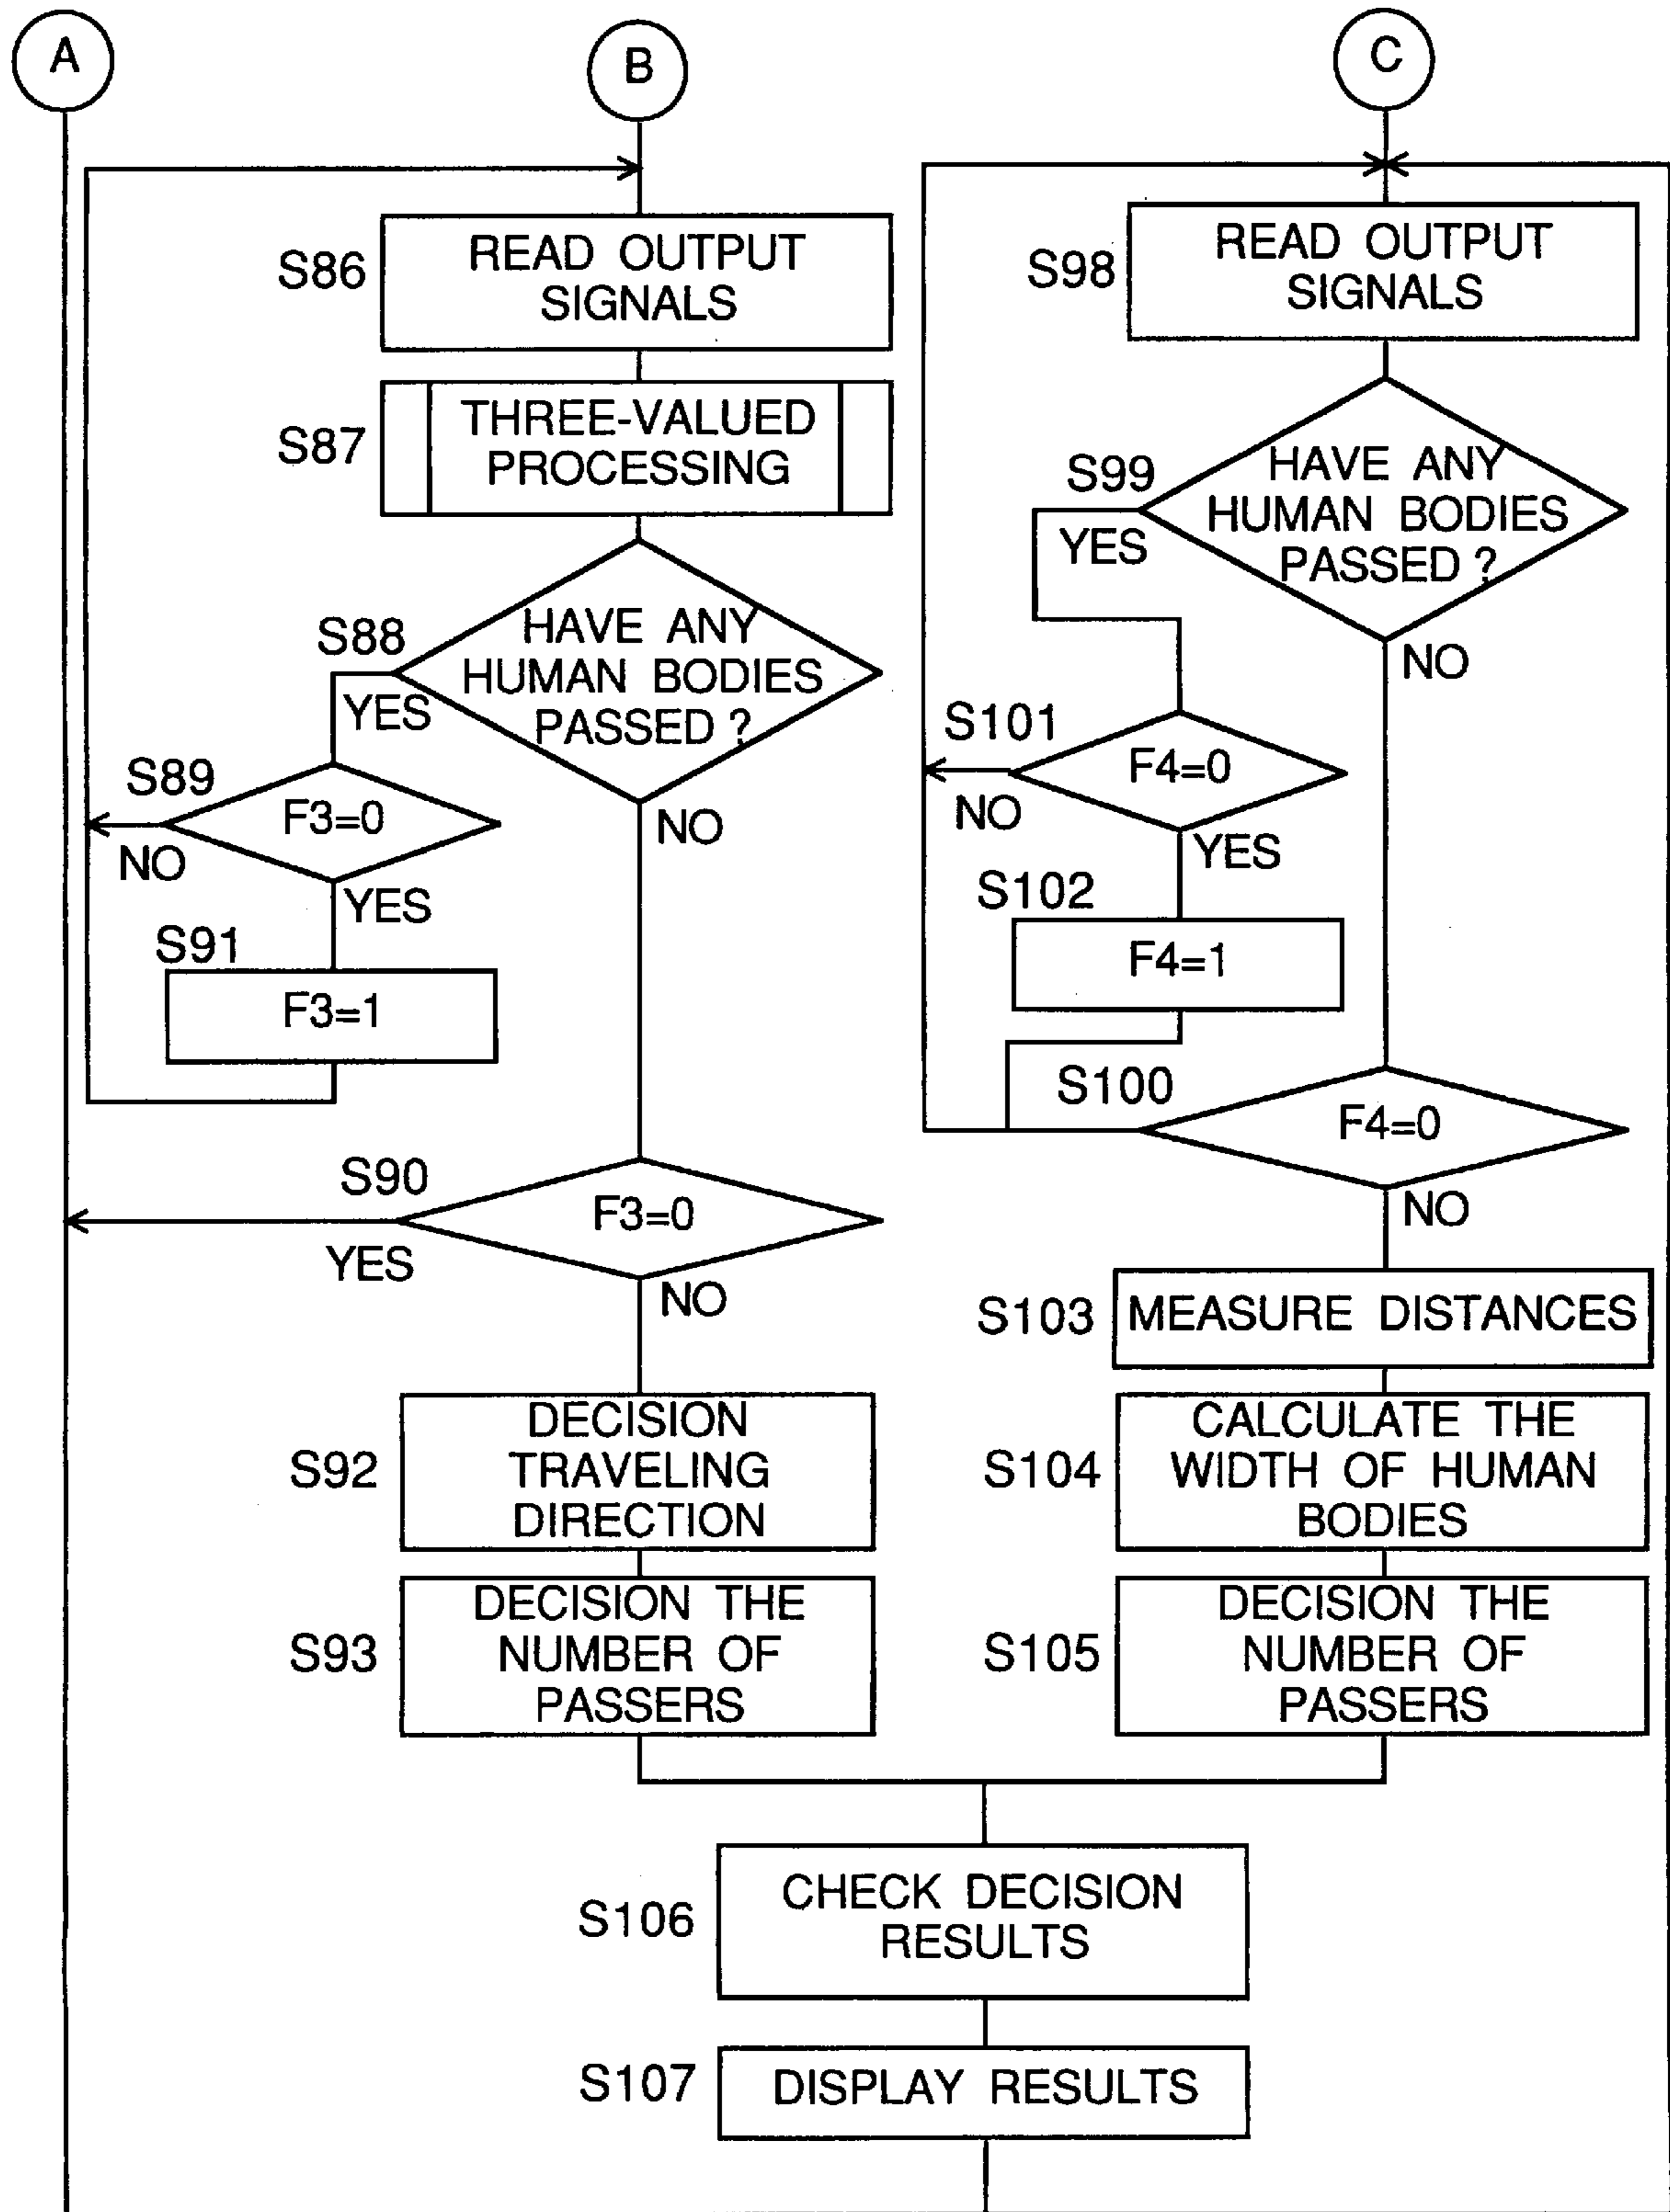 A
B
C
S86
READ OUTPUT
SIGNALS
S87
THREE-VALUED
PROCESSING
S88
HAVE ANY
HUMAN BODIES
PASSED ?
YES
NO
S89
F3=0
NO
YES
S91
F3=1
S90
F3=0
YES
NO
S92
DECISION
TRAVELING
DIRECTION
S93
DECISION THE
NUMBER OF
PASSERS
S98
READ OUTPUT
SIGNALS
S99
HAVE ANY
HUMAN BODIES
PASSED ?
YES
NO
S101
F4=0
NO
YES
S102
F4=1
S100
F4=0
NO
S103
MEASURE DISTANCES
S104
CALCULATE THE
WIDTH OF HUMAN
BODIES
S105
DECISION THE
NUMBER OF
PASSERS
S106
CHECK DECISION
RESULTS
S107
DISPLAY RESULTS